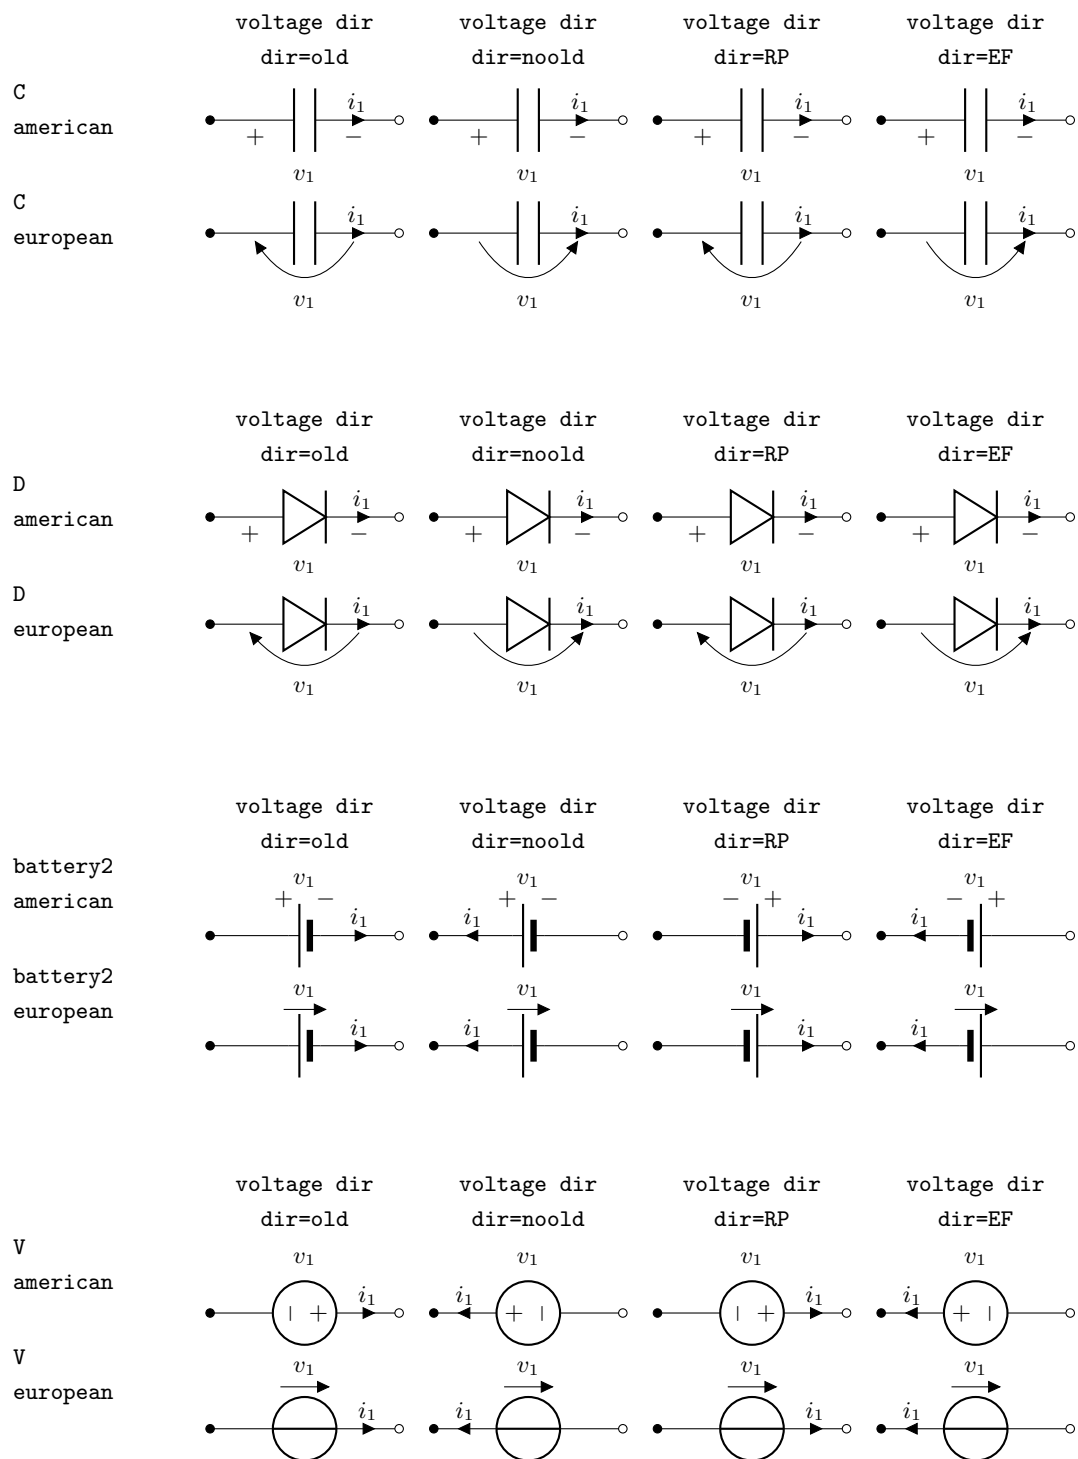 voltage dir voltage dir voltage dir voltage dir
dir=old dir=noold dir=RP dir=EF
C
american
i₁ i₁ i₁ i₁
+ − + − + − + −
v₁ v₁ v₁ v₁
C
european
i₁ i₁ i₁ i₁
v₁ v₁ v₁ v₁
voltage dir voltage dir voltage dir voltage dir
dir=old dir=noold dir=RP dir=EF
D
american
i₁ i₁ i₁ i₁
+ − + − + − + −
v₁ v₁ v₁ v₁
D
european
i₁ i₁ i₁ i₁
v₁ v₁ v₁ v₁
voltage dir voltage dir voltage dir voltage dir
dir=old dir=noold dir=RP dir=EF
battery2
american
v₁ v₁ v₁ v₁
+ − + − − + − +
i₁ i₁ i₁ i₁
battery2
european
v₁ v₁ v₁ v₁
i₁ i₁ i₁ i₁
voltage dir voltage dir voltage dir voltage dir
dir=old dir=noold dir=RP dir=EF
V
american
v₁ v₁ v₁ v₁
− + i₁ i₁ + − − + i₁ i₁ + −
V
european
v₁ v₁ v₁ v₁
i₁ i₁ i₁ i₁